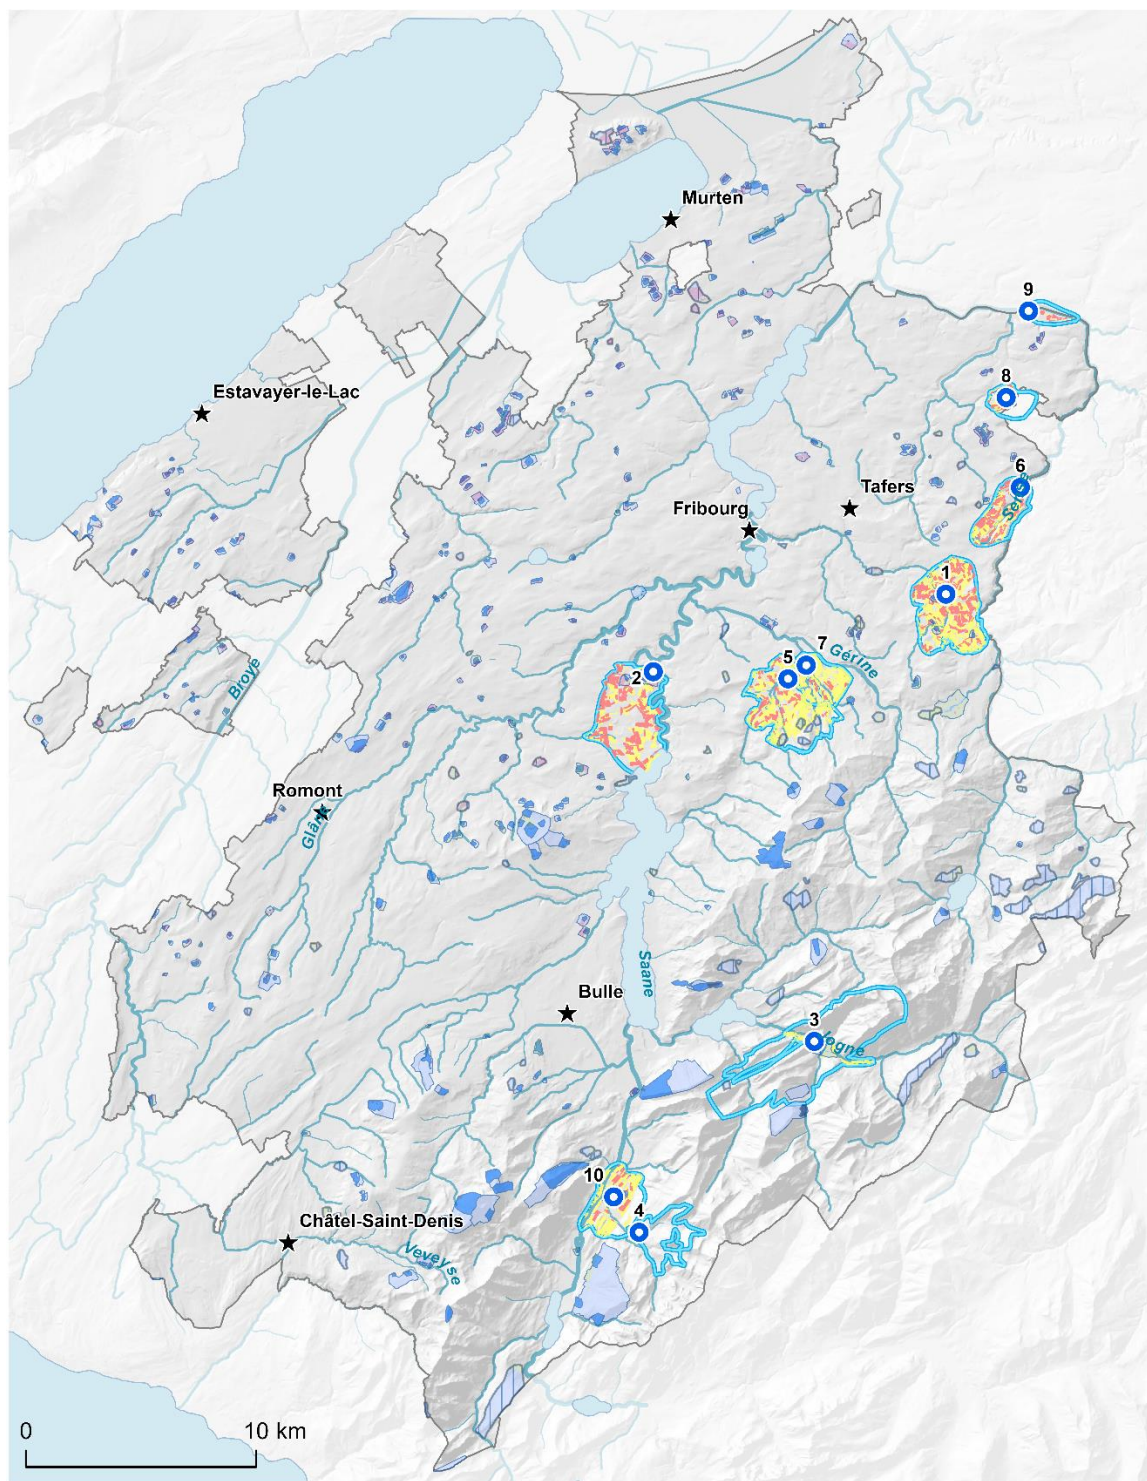 Murten
9
Estavayer-le-Lac
8
6
Sense
Tafers
Fribourg
1
7
5
Gérine
2
Broye
Romont
Glâne
Saane
Bulle
3
Jogne
10
4
Châtel-Saint-Denis
Veveyse
0 10 km